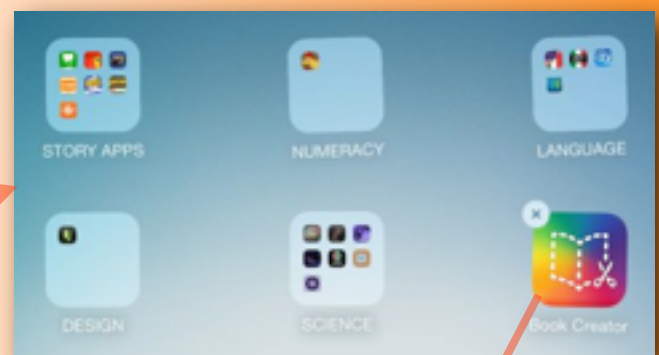 STORY APPS NUMERACY LANGUAGE
DESIGN SCIENCE Book Creator